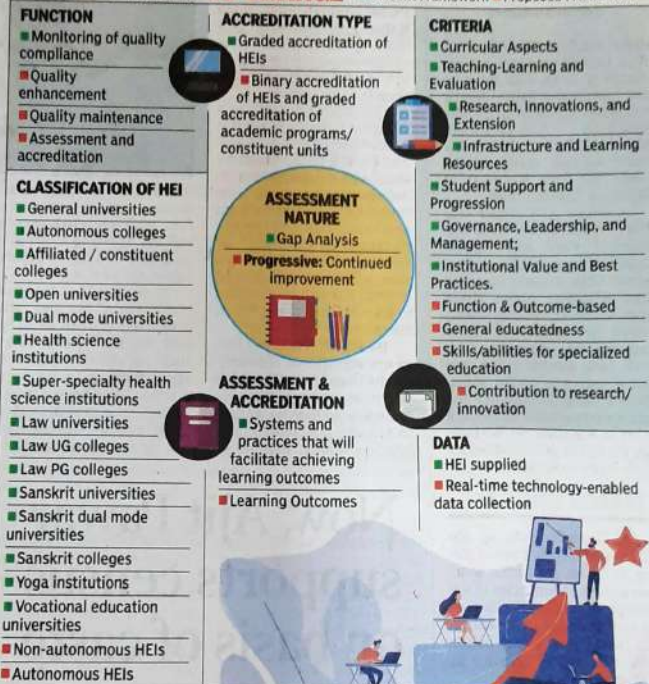 FUNCTION
■ Monitoring of quality
compliance
■ Quality
enhancement
■ Quality maintenance
■ Assessment and
accreditation
CLASSIFICATION OF HEI
■ General universities
■ Autonomous colleges
■ Affiliated / constituent
colleges
■ Open universities
■ Dual mode universities
■ Health science
institutions
■ Super-specialty health
science institutions
■ Law universities
■ Law UG colleges
■ Law PG colleges
■ Sanskrit universities
■ Sanskrit dual mode
universities
■ Sanskrit colleges
■ Yoga institutions
■ Vocational education
universities
■ Non-autonomous HEIs
■ Autonomous HEIs
ACCREDITATION TYPE
■ Graded accreditation of
HEIs
■ Binary accreditation
of HEIs and graded
accreditation of
academic programs/
constituent units
ASSESSMENT
NATURE
■ Gap Analysis
■ Progressive: Continued
improvement
ASSESSMENT &
ACCREDITATION
■ Systems and
practices that will
facilitate achieving
learning outcomes
■ Learning Outcomes
CRITERIA
■ Curricular Aspects
■ Teaching-Learning and
Evaluation
■ Research, Innovations, and
Extension
■ Infrastructure and Learning
Resources
■ Student Support and
Progression
■ Governance, Leadership, and
Management;
■ Institutional Value and Best
Practices.
■ Function & Outcome-based
■ General educatedness
■ Skills/abilities for specialized
education
■ Contribution to research/
innovation
DATA
■ HEI supplied
■ Real-time technology-enabled
data collection